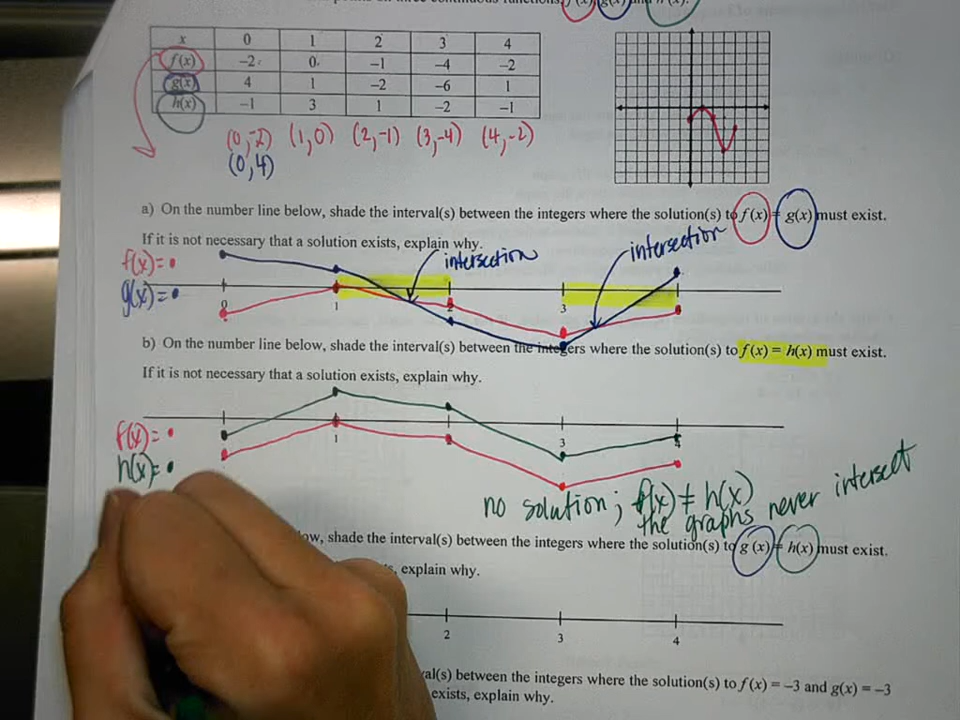 three continuous functions, f(x), g(x) and h(x).
x 0 1 2 3 4
f(x) -2 0 -1 -4 -2
g(x) 4 1 -2 -6 1
h(x) -1 3 1 -2 -1
(0,-2) (1,0) (2,-1) (3,-4) (4,-2)
(0,4)
a) On the number line below, shade the interval(s) between the integers where the solution(s) to f(x) = g(x) must exist.
If it is not necessary that a solution exists, explain why.
intersection
intersection
f(x)= •
g(x)= •
0 1 2 3
b) On the number line below, shade the interval(s) between the integers where the solution(s) to f(x) = h(x) must exist.
If it is not necessary that a solution exists, explain why.
f(x)= •
h(x)= •
1 3 4
no solution; f(x) ≠ h(x)
the graphs never intersect
low, shade the interval(s) between the integers where the solution(s) to g (x) = h(x) must exist.
explain why.
2 3 4
val(s) between the integers where the solution(s) to f(x) = –3 and g(x) = –3
exists, explain why.